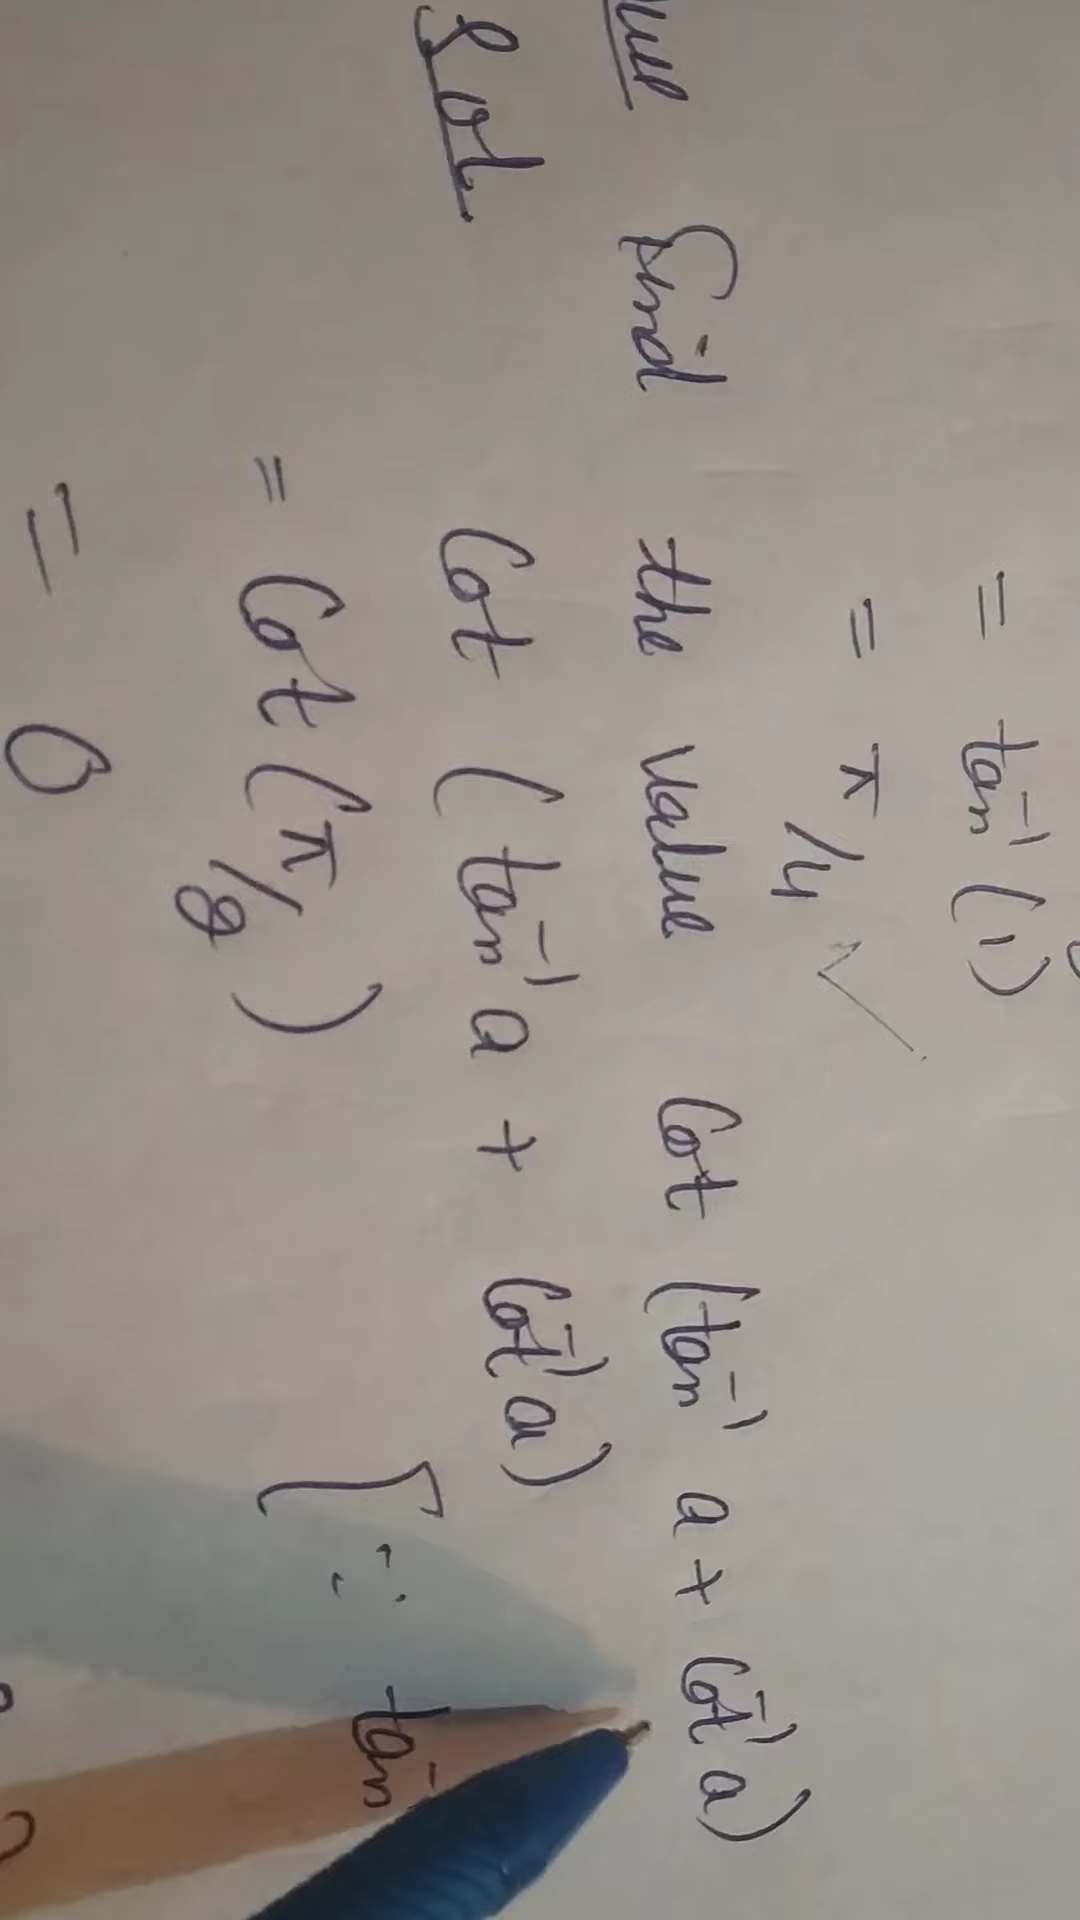 = tan⁻¹ (1)
= π/4 ✓
Find the value Cot (tan⁻¹ a + Cot⁻¹ a)
Sol. Cot (tan⁻¹ a + Cot⁻¹ a)
= Cot (π/2) [∵ tan⁻
= 0